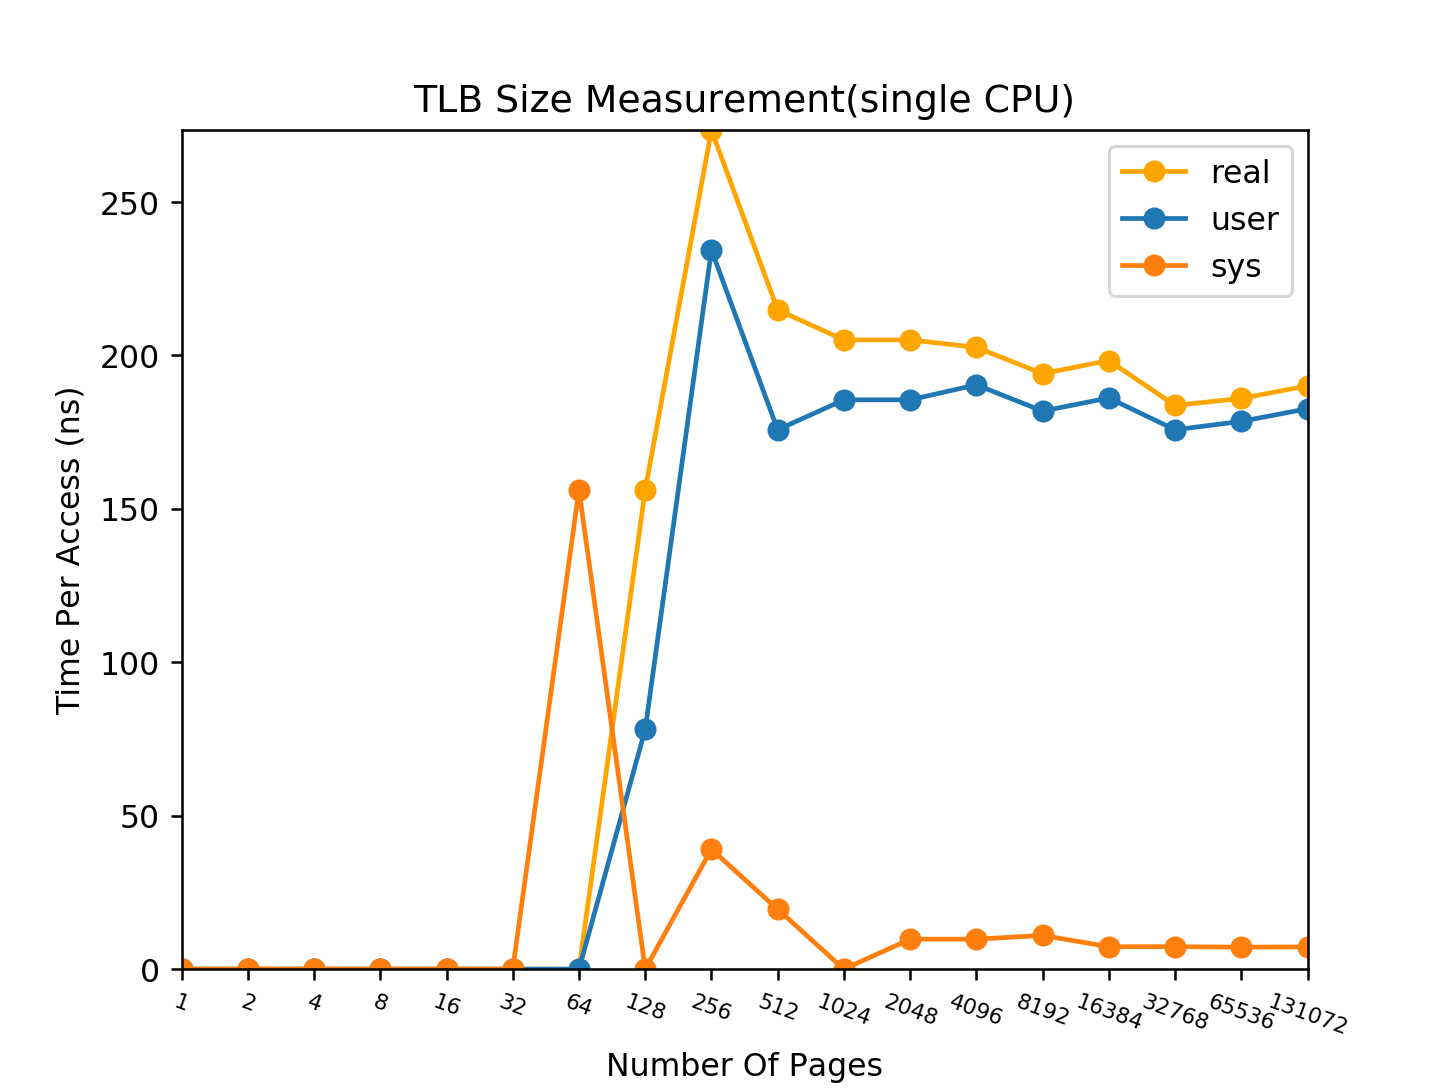 TLB Size Measurement(single CPU)
real
user
sys
250
200
150
100
50
0
Time Per Access (ns)
1 2 4 8 16 32 64 128 256 512 1024 2048 4096 8192 16384 32768 65536 131072
Number Of Pages